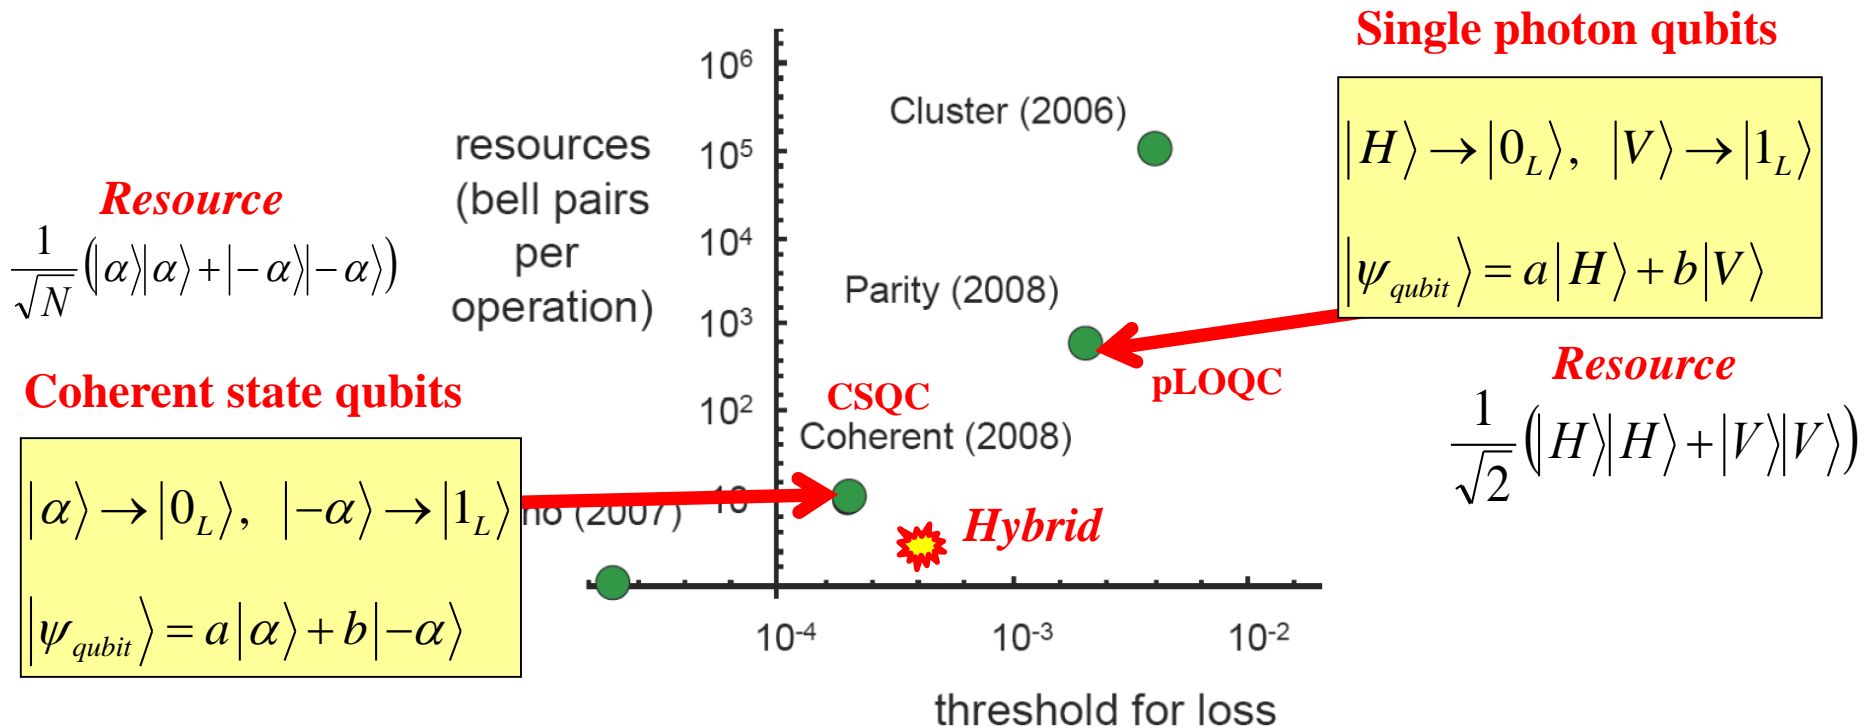 Single photon qubits
|H⟩→|0_L⟩, |V⟩→|1_L⟩
|ψ_qubit⟩=a|H⟩+b|V⟩
Resource
1/√2(|H⟩|H⟩+|V⟩|V⟩)
Resource
1/√N(|α⟩|α⟩+|-α⟩|-α⟩)
Coherent state qubits
|α⟩→|0_L⟩, |-α⟩→|1_L⟩
|ψ_qubit⟩=a|α⟩+b|-α⟩
resources
(bell pairs
per
operation)
10^6
10^5
10^4
10^3
10^2
10
Cluster (2006)
Parity (2008)
pLOQC
CSQC
Coherent (2008)
(2007)
Hybrid
10^-4
10^-3
10^-2
threshold for loss